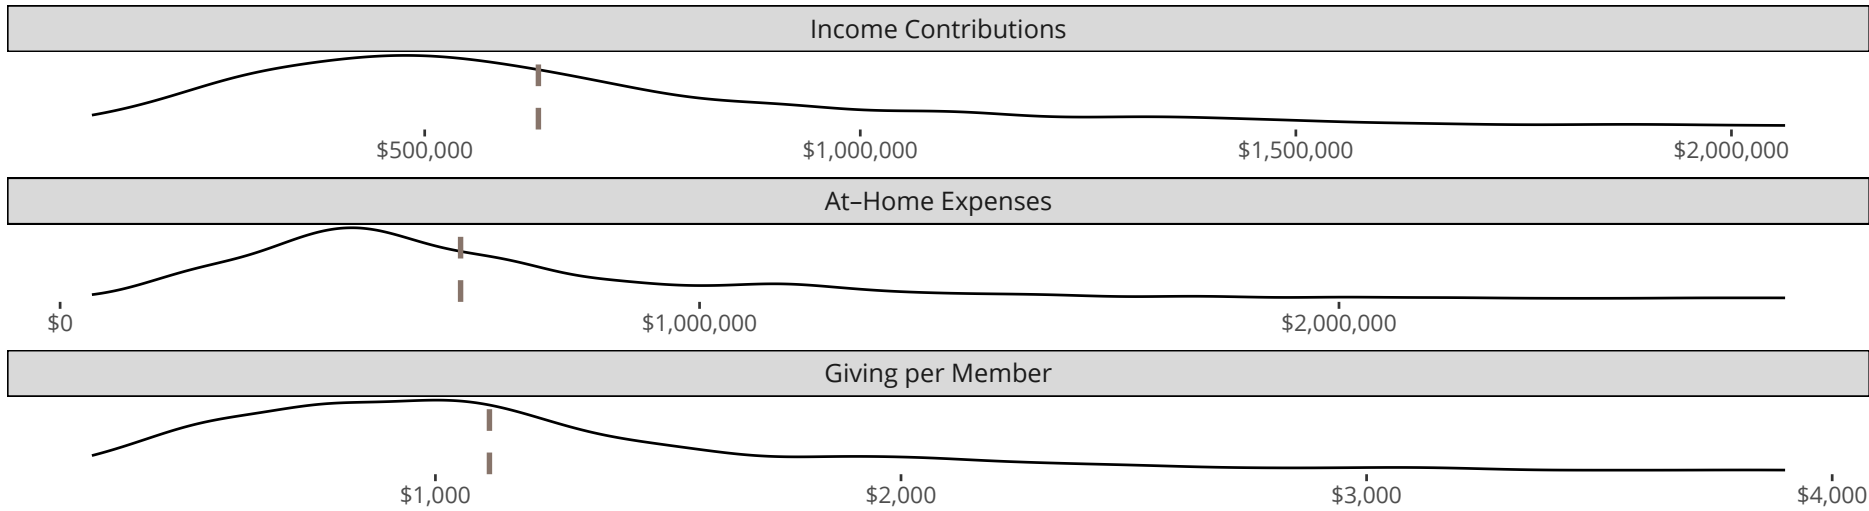 Income Contributions
$500,000 $1,000,000 $1,500,000 $2,000,000
At–Home Expenses
$0 $1,000,000 $2,000,000
Giving per Member
$1,000 $2,000 $3,000 $4,000